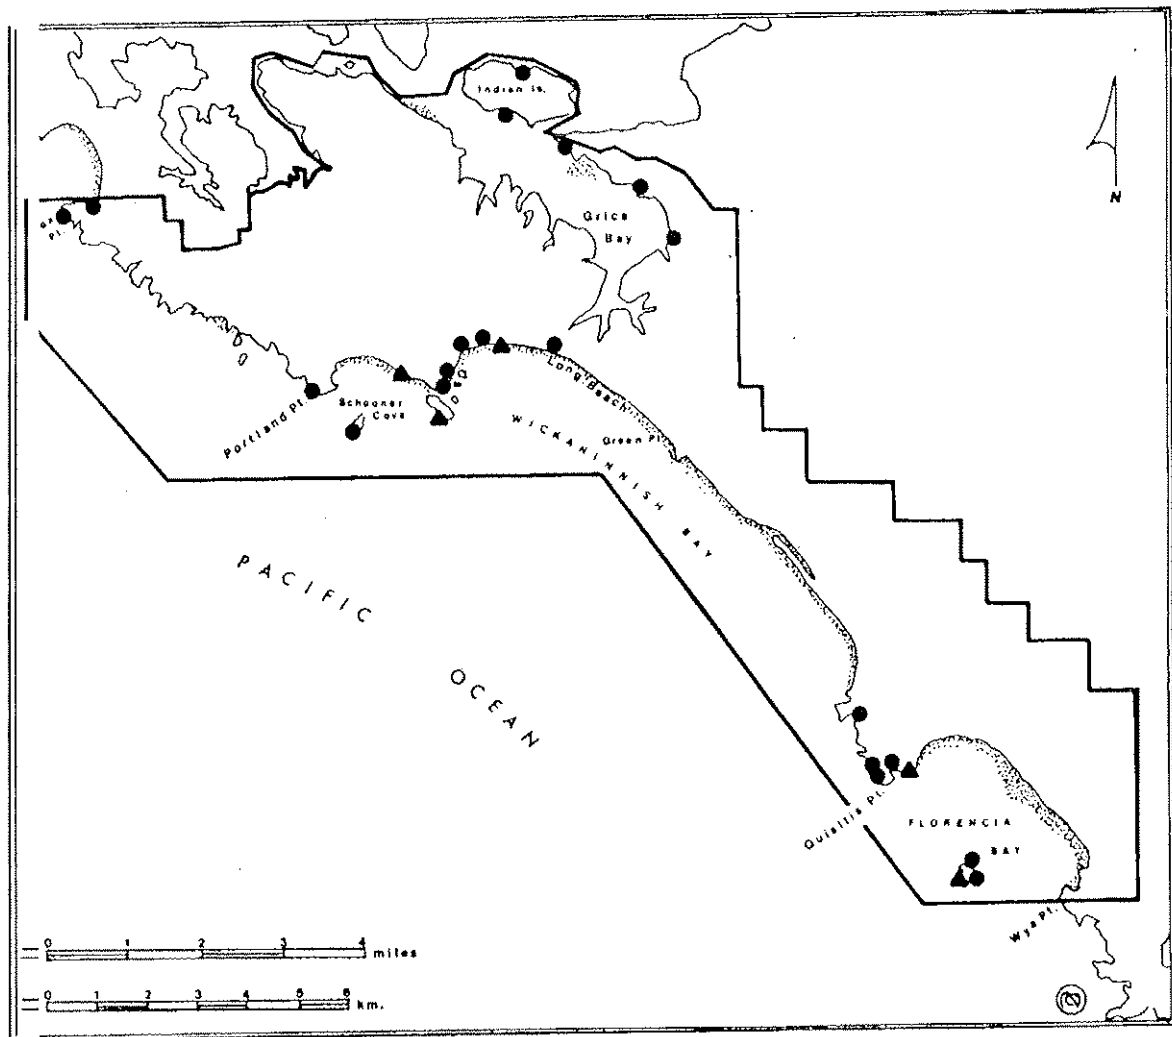 Indian Is.
N
Pt.
Grice
Bay
Long Beach
Schooner
Cove
Portland Pt.
Green Pt.
WICKANINNISH BAY
PACIFIC
OCEAN
Quisitis Pt.
FLORENCIA
BAY
Wya Pt.
0 1 2 3 4 miles
0 1 2 3 4 5 6 km.